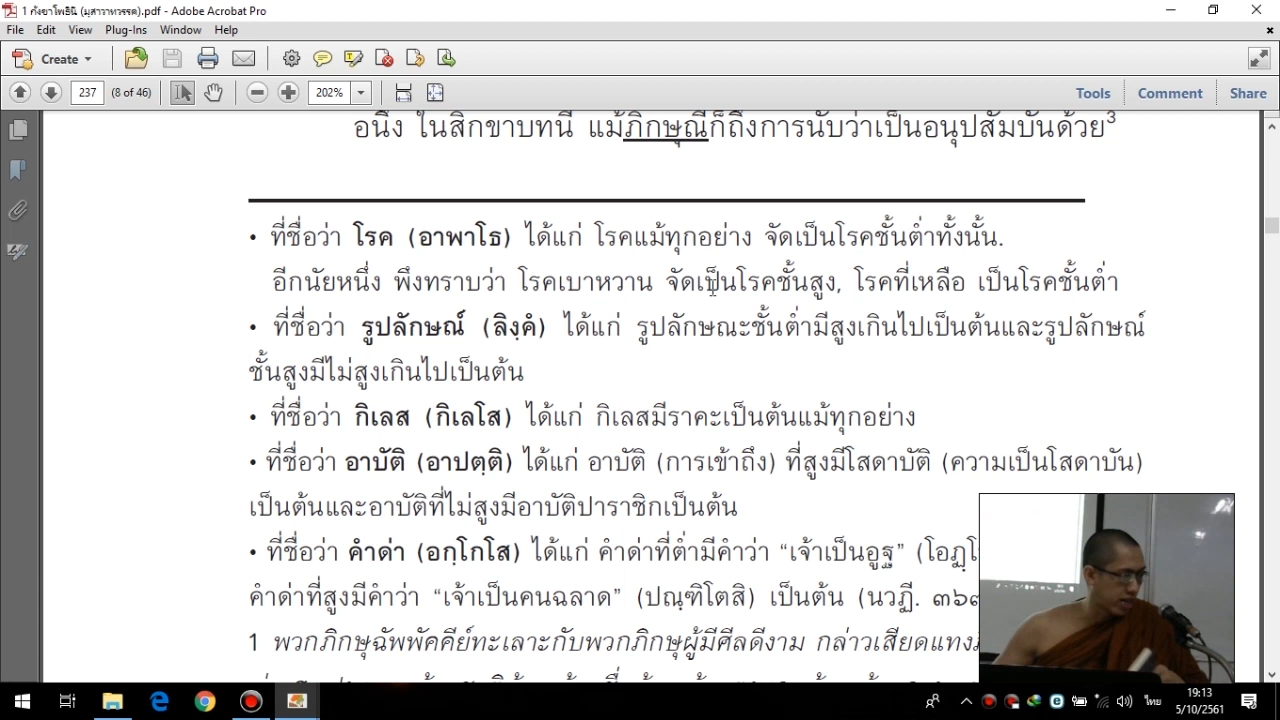 1 กังขาโพธินี (มุสาวาทวรรค).pdf - Adobe Acrobat Pro
File Edit View Plug-Ins Window Help
Create
237 (8 of 46) 202% Tools Comment Share
อนึ่ง ในสิกขาบทนี้ แม้ภิกษุณีก็ถึงการนับว่าเป็นอนุปสัมบันด้วย3
• ที่ชื่อว่า โรค (อาพาโธ) ได้แก่ โรคแม้ทุกอย่าง จัดเป็นโรคชั้นต่ำทั้งนั้น.
อีกนัยหนึ่ง พึงทราบว่า โรคเบาหวาน จัดเป็นโรคชั้นสูง, โรคที่เหลือ เป็นโรคชั้นต่ำ
• ที่ชื่อว่า รูปลักษณ์ (ลิงฺคํ) ได้แก่ รูปลักษณะชั้นต่ำมีสูงเกินไปเป็นต้นและรูปลักษณ์
ชั้นสูงมีไม่สูงเกินไปเป็นต้น
• ที่ชื่อว่า กิเลส (กิเลโส) ได้แก่ กิเลสมีราคะเป็นต้นแม้ทุกอย่าง
• ที่ชื่อว่า อาบัติ (อาปตฺติ) ได้แก่ อาบัติ (การเข้าถึง) ที่สูงมีโสดาบัติ (ความเป็นโสดาบัน)
เป็นต้นและอาบัติที่ไม่สูงมีอาบัติปาราชิกเป็นต้น
• ที่ชื่อว่า คำด่า (อกฺโกโส) ได้แก่ คำด่าที่ต่ำมีคำว่า “เจ้าเป็นอูฐ”
คำด่าที่สูงมีคำว่า “เจ้าเป็นคนฉลาด” (ปณฺฑิโตสิ) เป็นต้น (นวฏี.
1 พวกภิกษุฉัพพัคคีย์ทะเลาะกับพวกภิกษุผู้มีศีลดีงาม กล่าวเสียดแทง
ไทย 19:13
5/10/2561